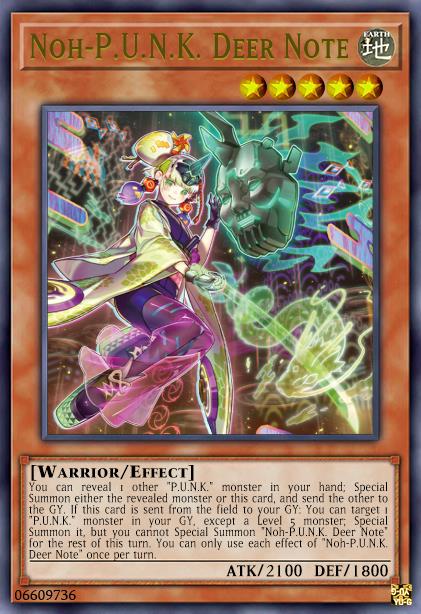 NOH-P.U.N.K. DEER NOTE
EARTH
地
[WARRIOR/EFFECT]
You can reveal 1 other "P.U.N.K." monster in your hand; Special
Summon either the revealed monster or this card, and send the other to
the GY. If this card is sent from the field to your GY: You can target 1
"P.U.N.K." monster in your GY, except a Level 5 monster; Special
Summon it, but you cannot Special Summon "Noh-P.U.N.K. Deer Note"
for the rest of this turn. You can only use each effect of "Noh-P.U.N.K.
Deer Note" once per turn.
ATK/2100 DEF/1800
06609736